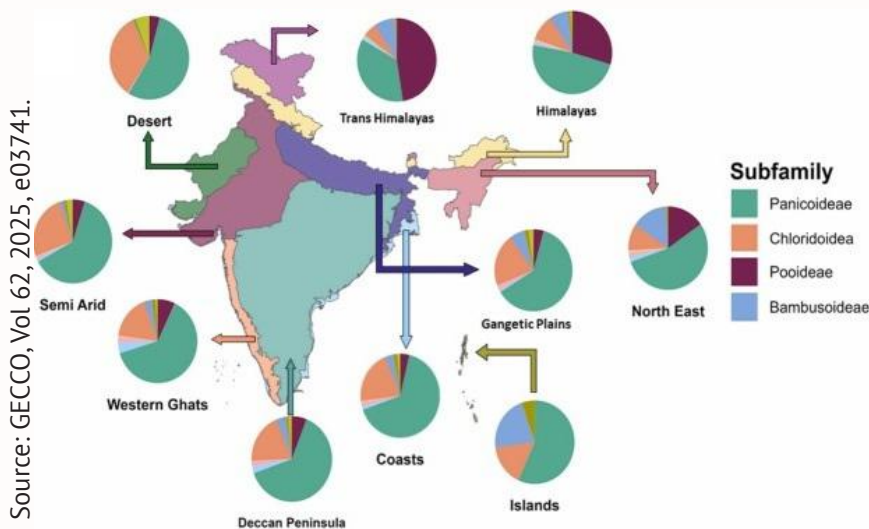 Source: GECCO, Vol 62, 2025, e03741.
Desert
Trans Himalayas
Himalayas
Semi Arid
Western Ghats
Deccan Peninsula
Coasts
Gangetic Plains
Islands
North East
Subfamily
Panicoideae
Chloridoidea
Pooideae
Bambusoideae